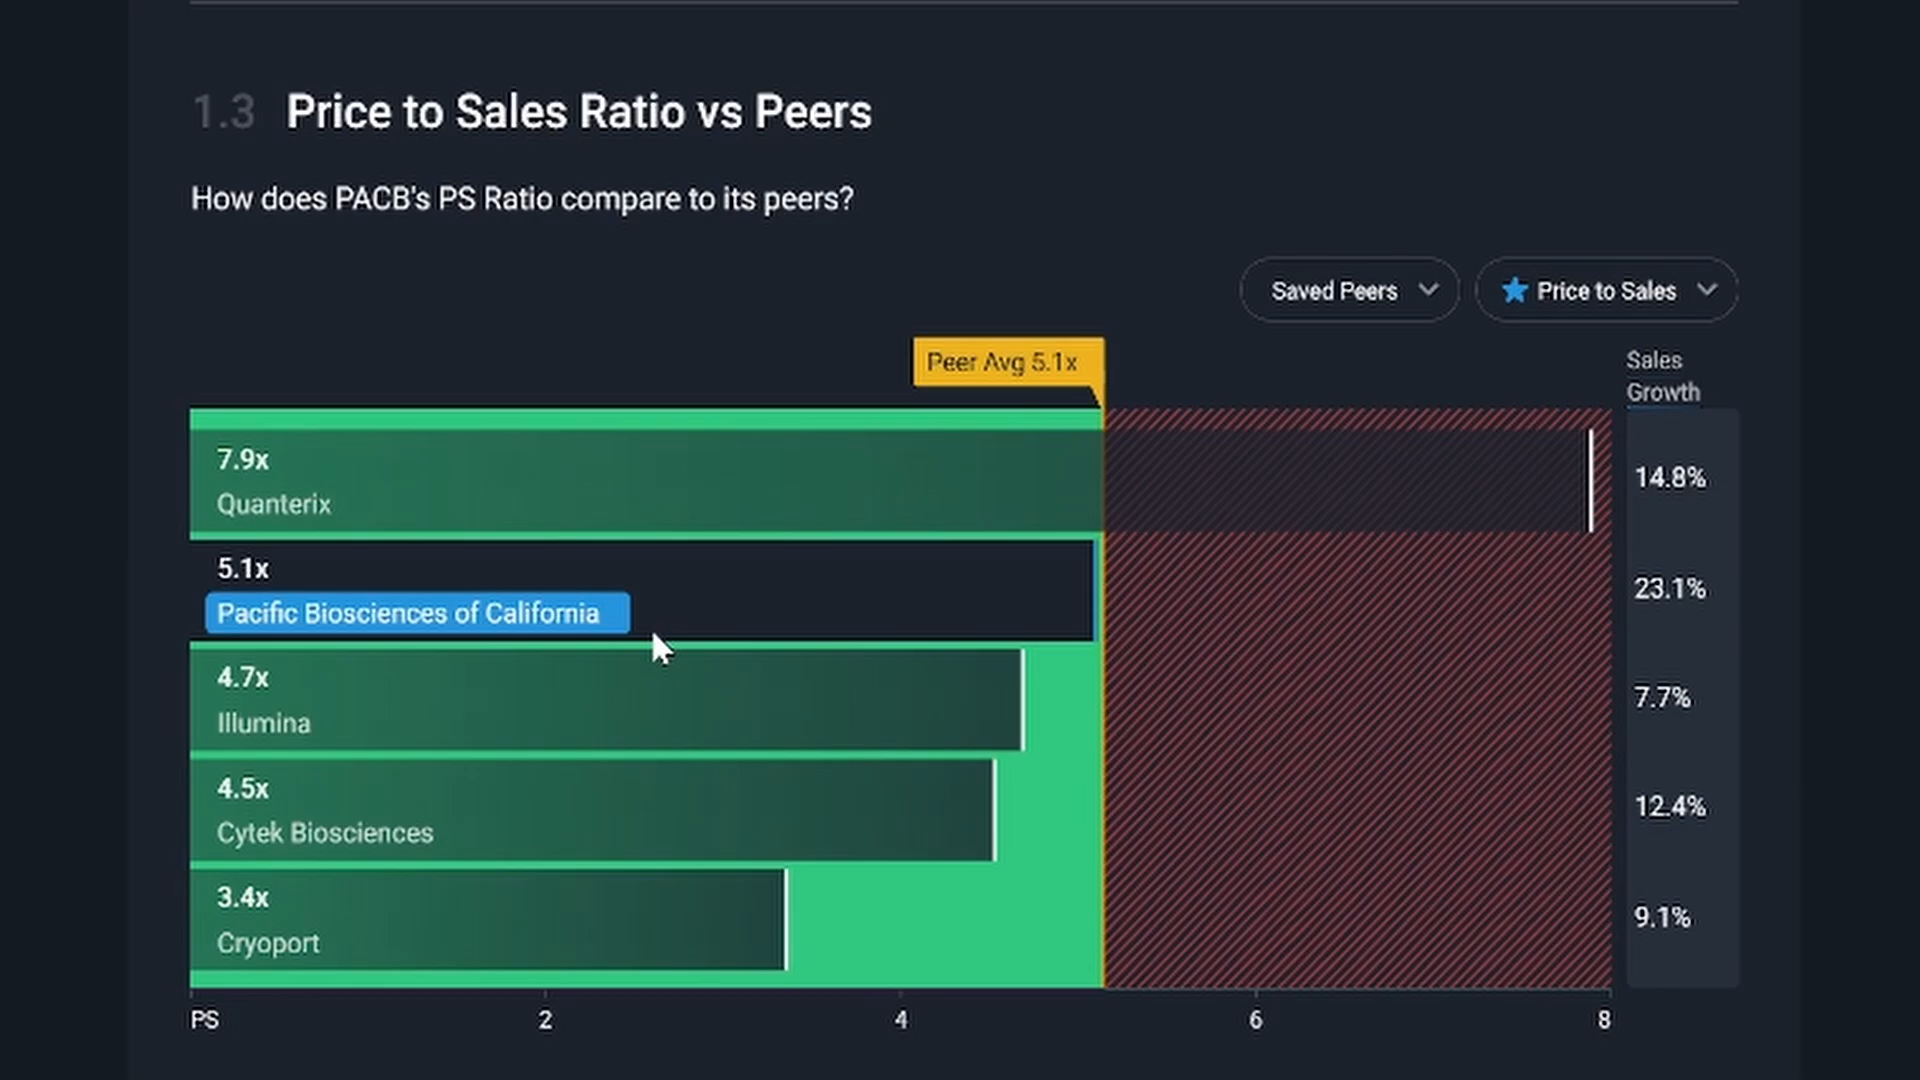 1.3 Price to Sales Ratio vs Peers
How does PACB's PS Ratio compare to its peers?
Saved Peers
Price to Sales
Peer Avg 5.1x
Sales
Growth
7.9x
Quanterix
14.8%
5.1x
Pacific Biosciences of California
23.1%
4.7x
Illumina
7.7%
4.5x
Cytek Biosciences
12.4%
3.4x
Cryoport
9.1%
PS 2 4 6 8